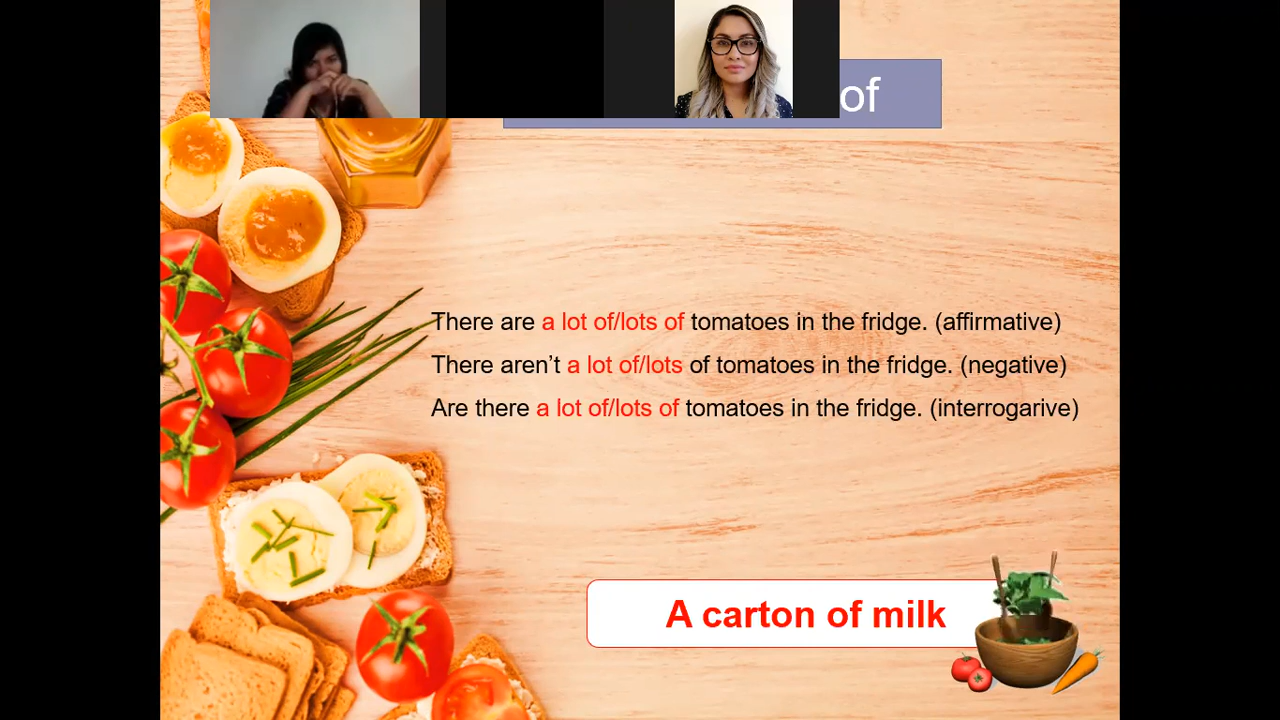 of
There are a lot of/lots of tomatoes in the fridge. (affirmative)
There aren’t a lot of/lots of tomatoes in the fridge. (negative)
Are there a lot of/lots of tomatoes in the fridge. (interrogarive)
A carton of milk